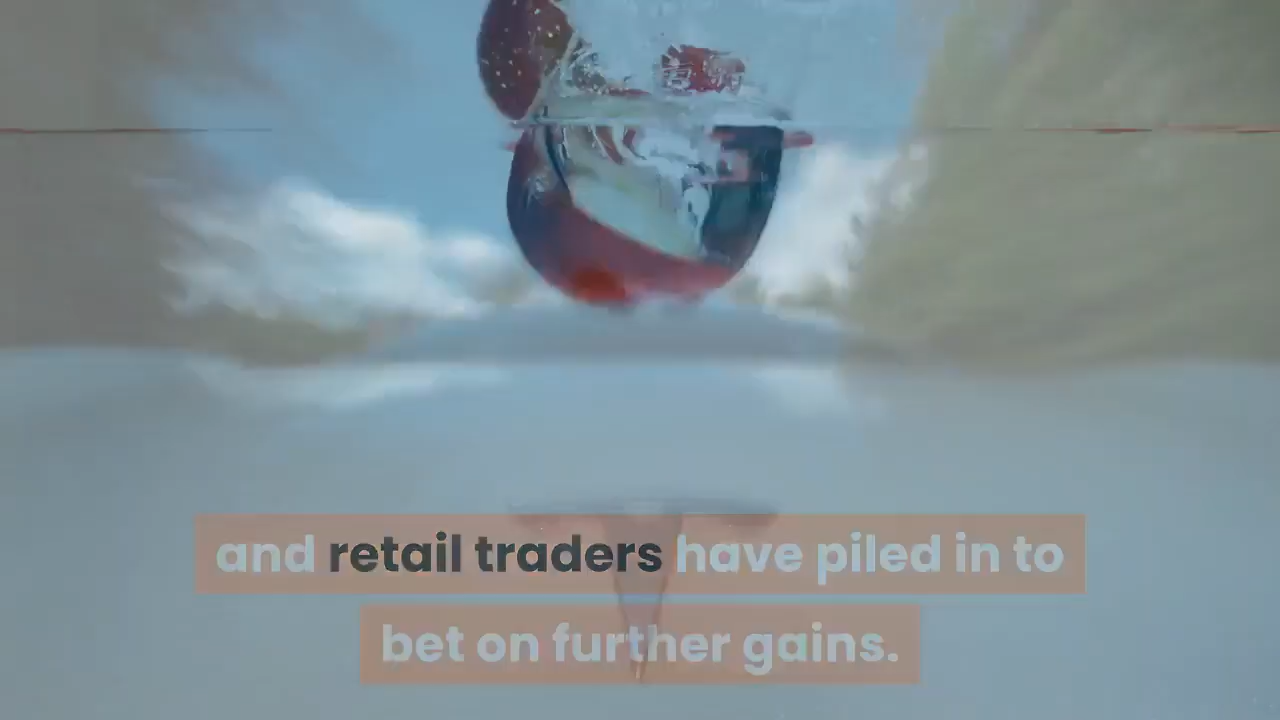 and retail traders have piled in to
bet on further gains.